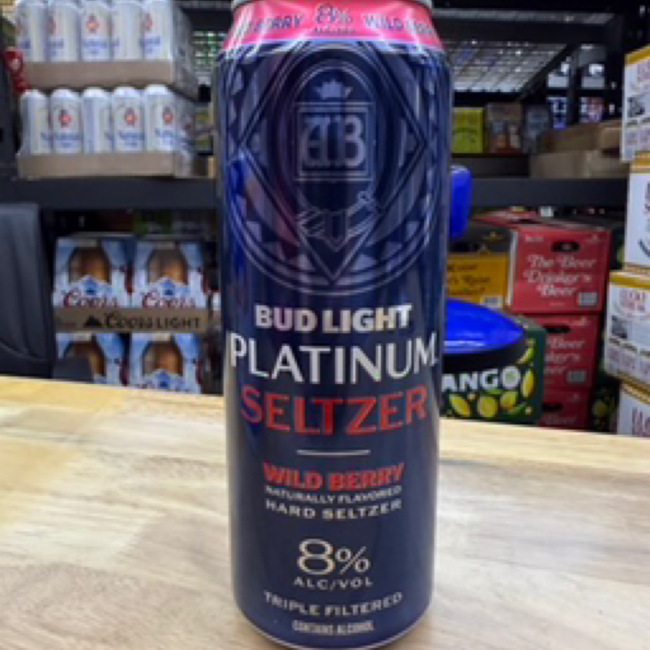 BERRY 8% WILD
AB
BUD LIGHT
PLATINUM
SELTZER
WILD BERRY
NATURALLY FLAVORED
HARD SELTZER
8%
ALC/VOL
TRIPLE FILTERED
CONTAINS ALCOHOL
Coors Coors
Coors LIGHT
The Beer
Drinker's
Beer
ANGO